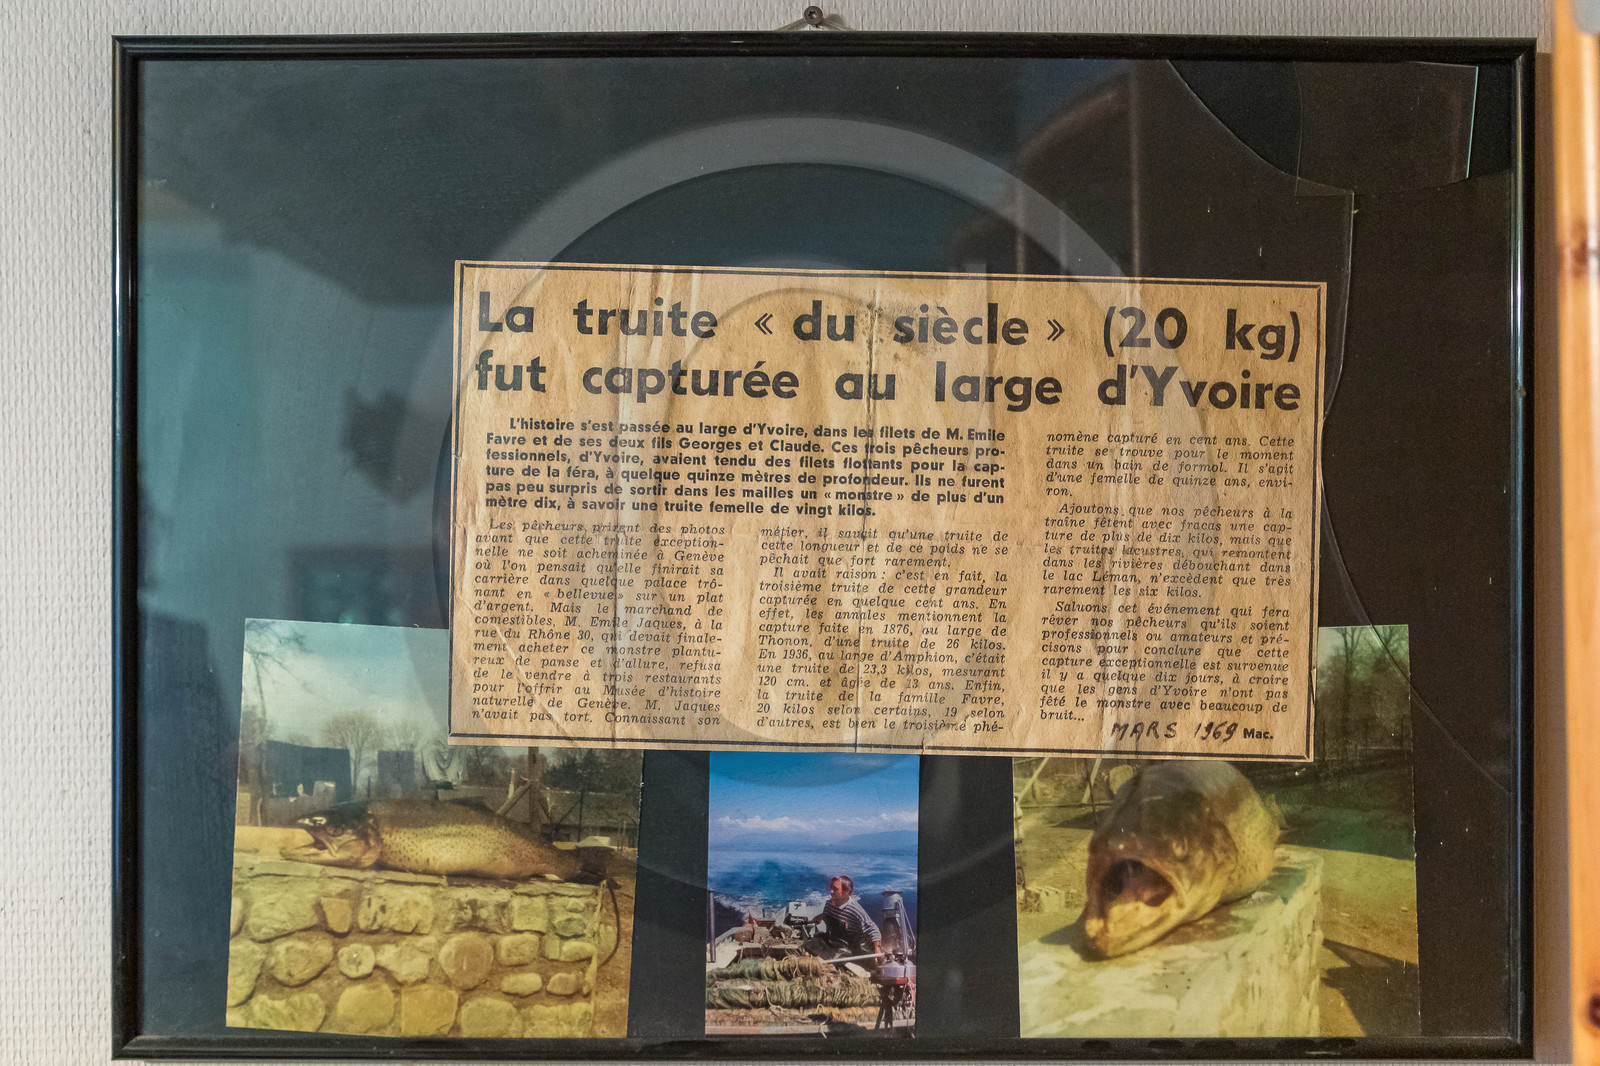 La truite « du siècle » (20 kg)
fut capturée au large d'Yvoire
L'histoire s'est passée au large d'Yvoire, dans les filets de M. Emile
Favre et de ses deux fils Georges et Claude. Ces trois pêcheurs pro-
fessionnels, d'Yvoire, avaient tendu des filets flottants pour la cap-
ture de la féra, à quelque quinze mètres de profondeur. Ils ne furent
pas peu surpris de sortir dans les mailles un « monstre » de plus d'un
mètre dix, à savoir une truite femelle de vingt kilos.
Les pêcheurs prirent des photos
avant que cette truite exception-
nelle ne soit acheminée à Genève
où l'on pensait qu'elle finirait sa
carrière dans quelque palace trô-
nant en « bellevue » sur un plat
d'argent. Mais le marchand de
comestibles, M. Emile Jaques, à la
rue du Rhône 30, qui devait finale-
ment acheter ce monstre plantu-
reux de panse et d'allure, refusa
de le vendre à trois restaurants
pour l'offrir au Musée d'histoire
naturelle de Genève. M. Jaques
n'avait pas tort. Connaissant son
métier, il savait qu'une truite de
cette longueur et de ce poids ne se
pêchait que fort rarement.
Il avait raison : c'est en fait, la
troisième truite de cette grandeur
capturée en quelque cent ans. En
effet, les annales mentionnent la
capture faite en 1876, au large de
Thonon, d'une truite de 26 kilos.
En 1936, au large d'Amphion, c'était
une truite de 23,3 kilos, mesurant
120 cm. et âgée de 13 ans. Enfin,
la truite de la famille Favre,
20 kilos selon certains, 19 selon
d'autres, est bien le troisième phé-
nomène capturé en cent ans. Cette
truite se trouve pour le moment
dans un bain de formol. Il s'agit
d'une femelle de quinze ans, envi-
ron.
Ajoutons que nos pêcheurs à la
traîne fêtent avec fracas une cap-
ture de plus de dix kilos, mais que
les truites lacustres, qui remontent
dans les rivières débouchant dans
le lac Léman, n'excèdent que très
rarement les six kilos.
Saluons cet événement qui fera
rêver nos pêcheurs qu'ils soient
professionnels ou amateurs et pré-
cisons pour conclure que cette
capture exceptionnelle est survenue
il y a quelque dix jours, à croire
que les gens d'Yvoire n'ont pas
fêté le monstre avec beaucoup de
bruit...
MARS 1969 Mac.